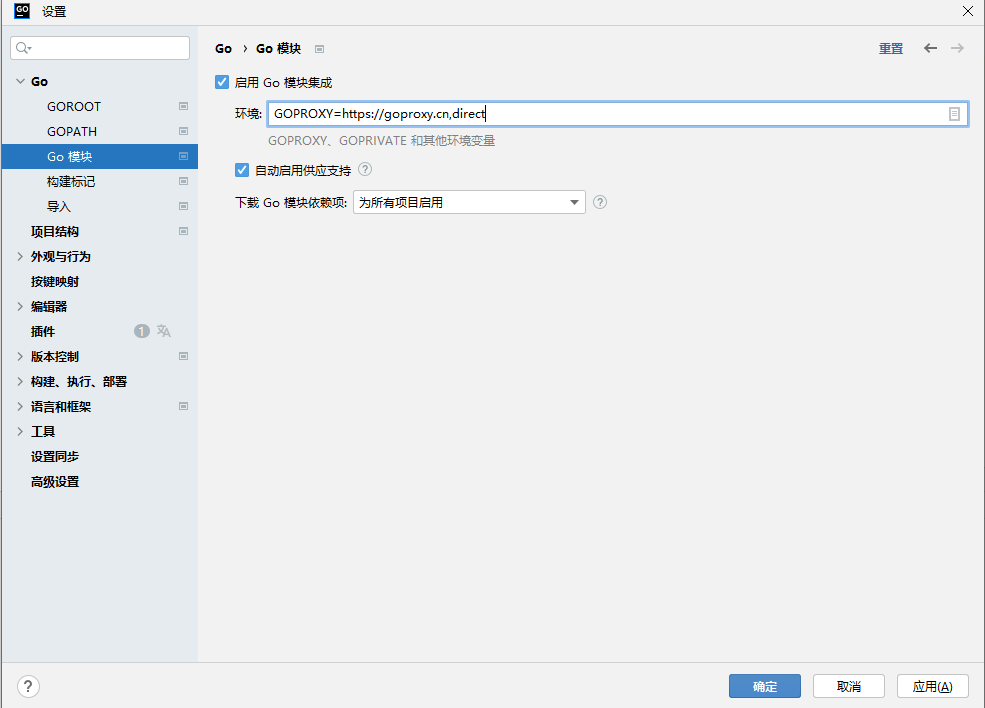 GO 设置
Go › Go 模块
重置
Go
GOROOT
GOPATH
Go 模块
构建标记
导入
项目结构
外观与行为
按键映射
编辑器
插件 1
版本控制
构建、执行、部署
语言和框架
工具
设置同步
高级设置
启用 Go 模块集成
环境: GOPROXY=https://goproxy.cn,direct
GOPROXY、GOPRIVATE 和其他环境变量
自动启用供应支持 ?
下载 Go 模块依赖项: 为所有项目启用 ?
? 确定 取消 应用(A)